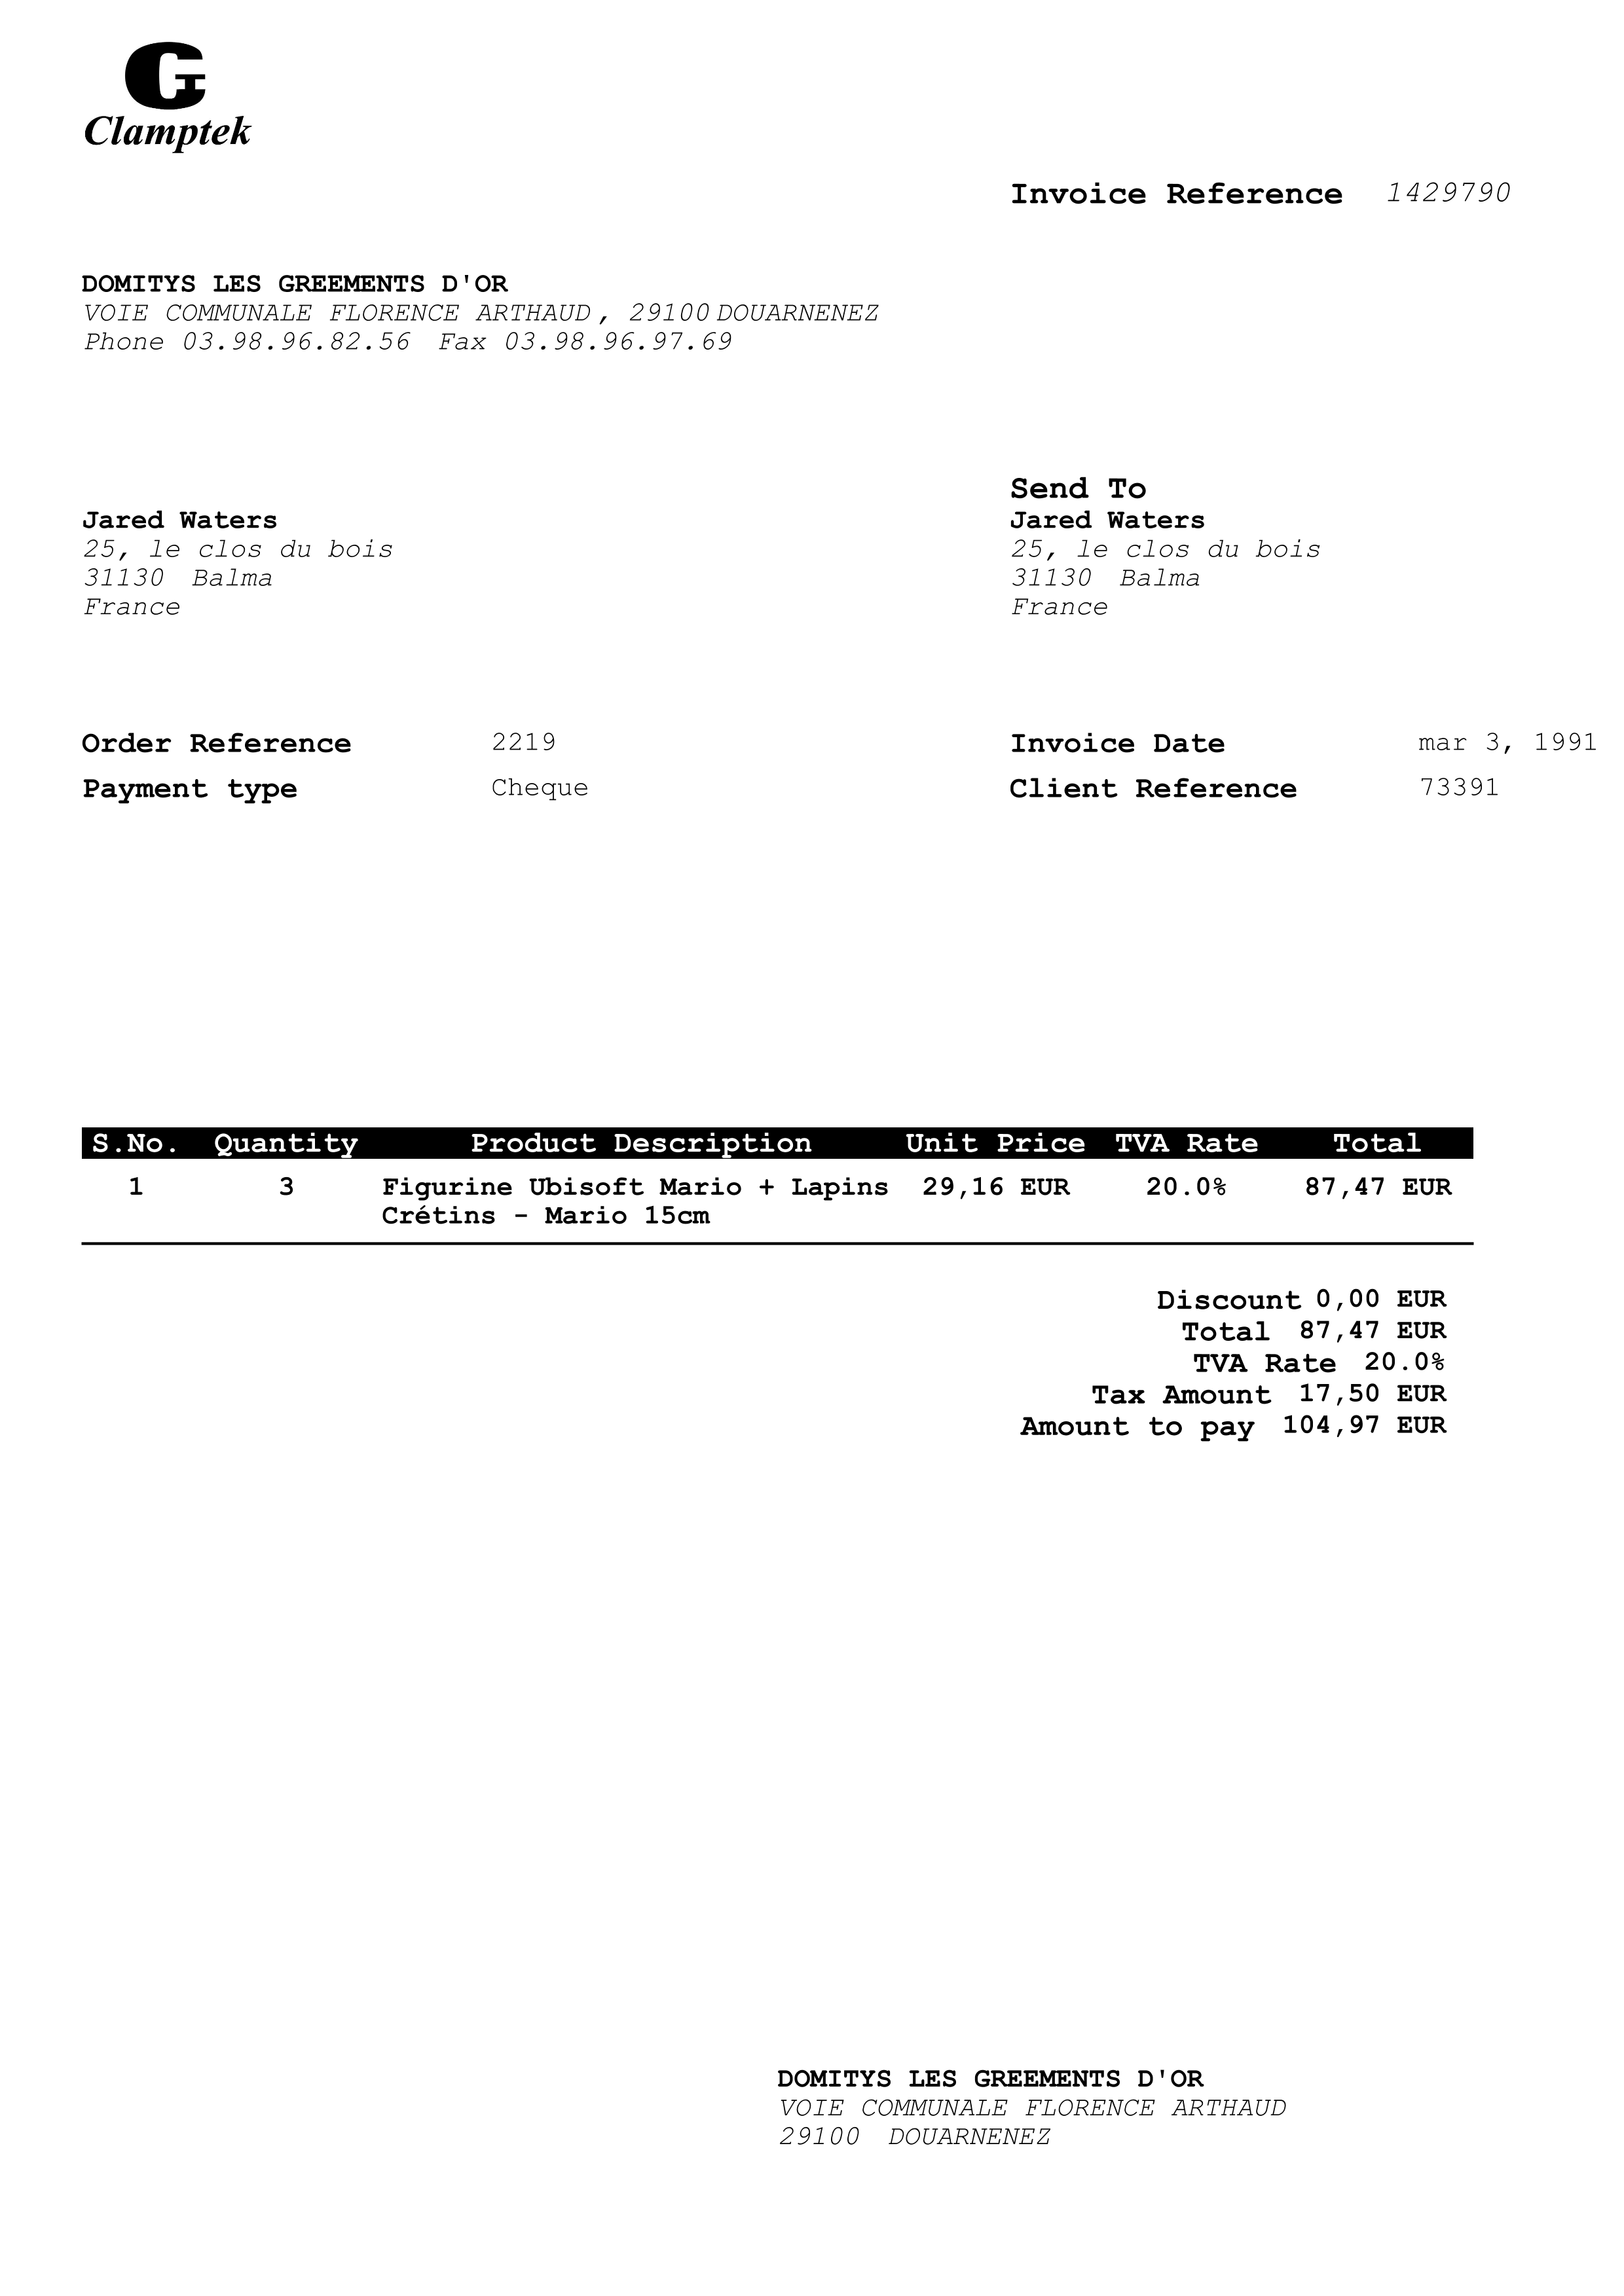 Clamptek
Invoice Reference 1429790
DOMITYS LES GREEMENTS D'OR
VOIE COMMUNALE FLORENCE ARTHAUD, 29100 DOUARNENEZ
Phone 03.98.96.82.56 Fax 03.98.96.97.69
Send To
Jared Waters Jared Waters
25, le clos du bois 25, le clos du bois
31130 Balma 31130 Balma
France France
Order Reference 2219 Invoice Date mar 3, 1991
Payment type Cheque Client Reference 73391
S.No. Quantity Product Description Unit Price TVA Rate Total
1 3 Figurine Ubisoft Mario + Lapins 29,16 EUR 20.0% 87,47 EUR
Crétins - Mario 15cm
Discount 0,00 EUR
Total 87,47 EUR
TVA Rate 20.0%
Tax Amount 17,50 EUR
Amount to pay 104,97 EUR
DOMITYS LES GREEMENTS D'OR
VOIE COMMUNALE FLORENCE ARTHAUD
29100 DOUARNENEZ